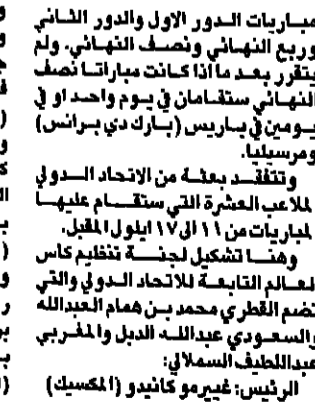 مباريات الدور الاول والدور الثاني
وربع النهائي ونصف النهائي. ولم
يتقرر بعد ما اذا كانت مباراتا نصف
النهائي ستقامان في يوم واحد او في
يومين في باريس (بارك دي برانس)
ومرسيليا.
وتتفقد بعثة من الاتحاد الدولي
الملاعب العشرة التي ستقام عليها
المباريات من ١١ الى ١٧ ايلول المقبل.
وهنا تشكيل لجنة تنظيم كاس
العالم التابعة للاتحاد الدولي والتي
تضم القطري محمد بن همام العبدالله
والسعودي عبدالله الدبل والمغربي
عبداللطيف السملالي:
الرئيس: غييرمو كانيدو (المكسيك)